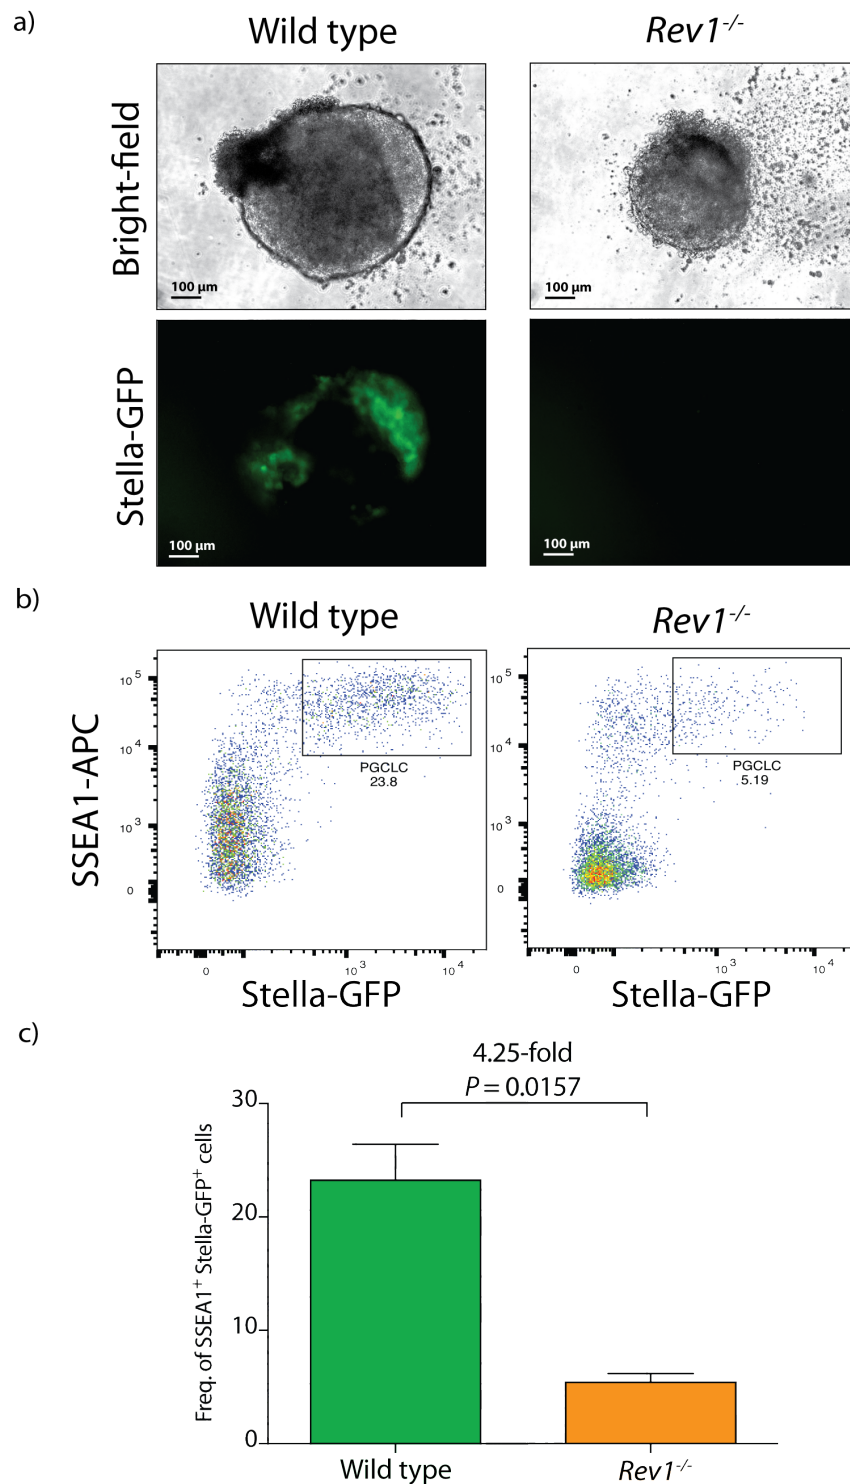 a)
Wild type
Rev1-/-
Bright-field
100 µm
100 µm
Stella-GFP
100 µm
100 µm
b)
Wild type
Rev1-/-
SSEA1-APC
10 5
10 4
10 3
0
PGCLC
23.8
0
10 3
10 4
Stella-GFP
10 5
10 4
10 3
0
PGCLC
5.19
0
10 3
10 4
Stella-GFP
c)
4.25-fold
P = 0.0157
Freq. of SSEA1+ Stella-GFP+ cells
30
20
10
0
Wild type
Rev1-/-